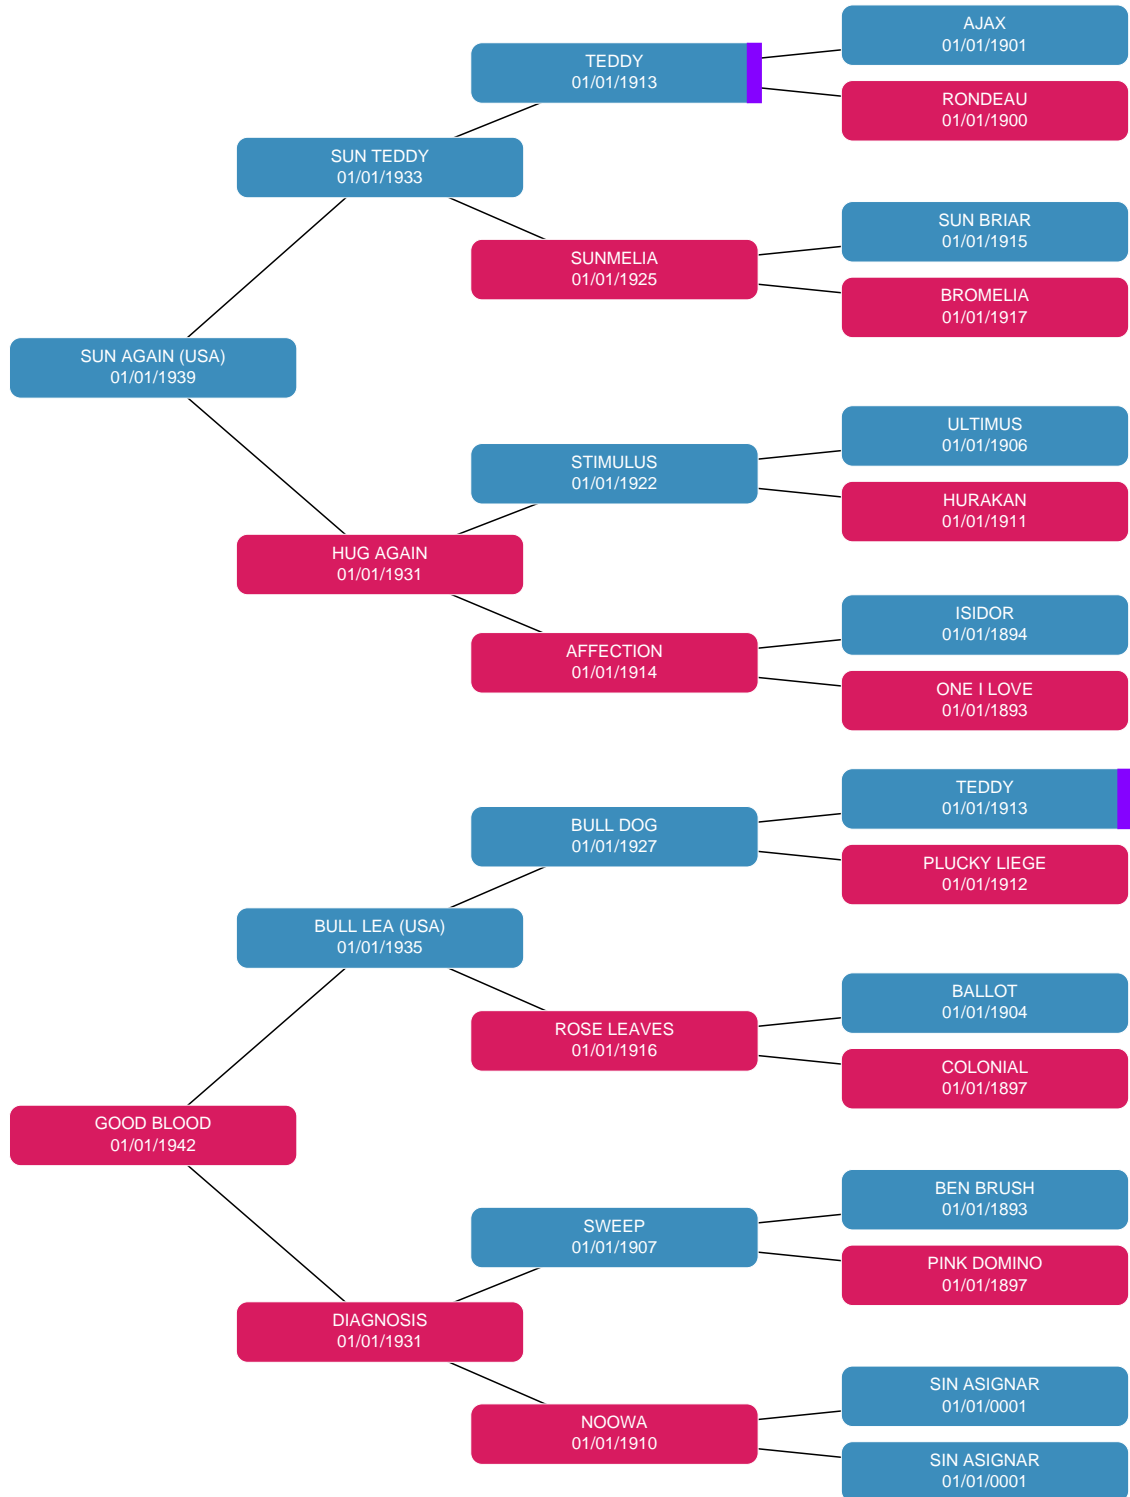 AJAX
01/01/1901
TEDDY
01/01/1913
RONDEAU
01/01/1900
SUN TEDDY
01/01/1933
SUN BRIAR
01/01/1915
SUNMELIA
01/01/1925
BROMELIA
01/01/1917
SUN AGAIN (USA)
01/01/1939
ULTIMUS
01/01/1906
STIMULUS
01/01/1922
HURAKAN
01/01/1911
HUG AGAIN
01/01/1931
ISIDOR
01/01/1894
AFFECTION
01/01/1914
ONE I LOVE
01/01/1893
TEDDY
01/01/1913
BULL DOG
01/01/1927
PLUCKY LIEGE
01/01/1912
BULL LEA (USA)
01/01/1935
BALLOT
01/01/1904
ROSE LEAVES
01/01/1916
COLONIAL
01/01/1897
GOOD BLOOD
01/01/1942
BEN BRUSH
01/01/1893
SWEEP
01/01/1907
PINK DOMINO
01/01/1897
DIAGNOSIS
01/01/1931
SIN ASIGNAR
01/01/0001
NOOWA
01/01/1910
SIN ASIGNAR
01/01/0001